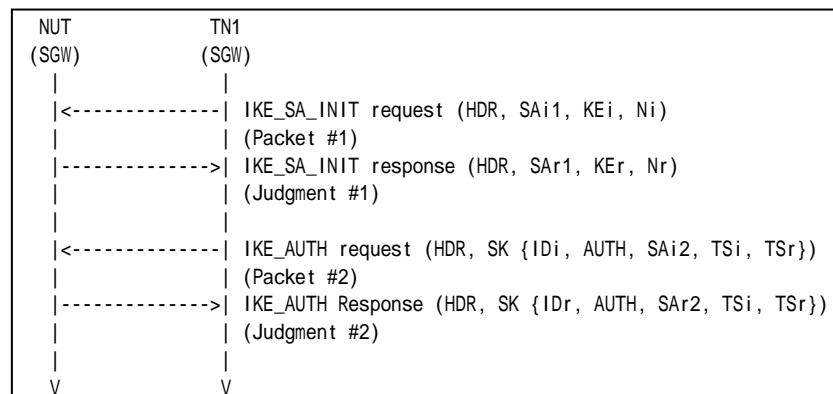 NUT TN1
(SGW) (SGW)
| |
|<--------------| IKE_SA_INIT request (HDR, SAi1, KEi, Ni)
| | (Packet #1)
|-------------->| IKE_SA_INIT response (HDR, SAr1, KEr, Nr)
| | (Judgment #1)
| |
|<--------------| IKE_AUTH request (HDR, SK {IDi, AUTH, SAi2, TSi, TSr})
| | (Packet #2)
|-------------->| IKE_AUTH Response (HDR, SK {IDr, AUTH, SAr2, TSi, TSr})
| | (Judgment #2)
| |
V V